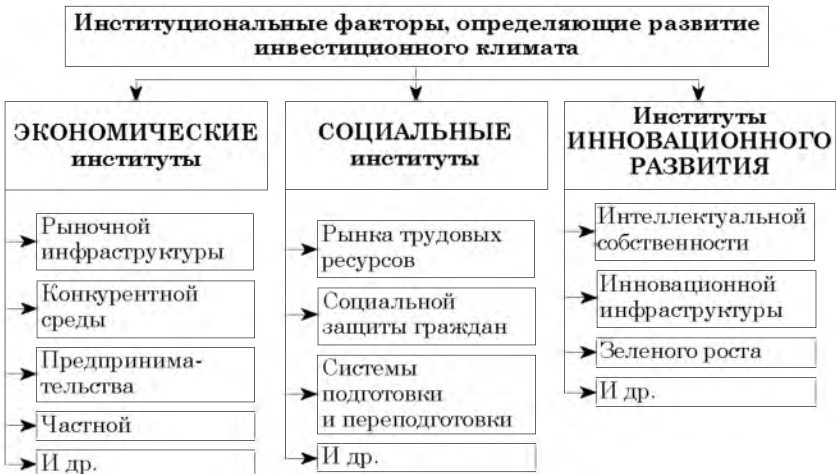 Институциональные факторы, определяющие развитие
инвестиционного климата
ЭКОНОМИЧЕСКИЕ
институты
Рыночной
инфраструктуры
Конкурентной
среды
Предпринима-
тельства
Частной
И др.
СОЦИАЛЬНЫЕ
институты
Рынка трудовых
ресурсов
Социальной
защиты граждан
Системы
подготовки
и переподготовки
И др.
Институты
ИННОВАЦИОННОГО
РАЗВИТИЯ
Интеллектуальной
собственности
Инновационной
инфраструктуры
Зеленого роста
И др.